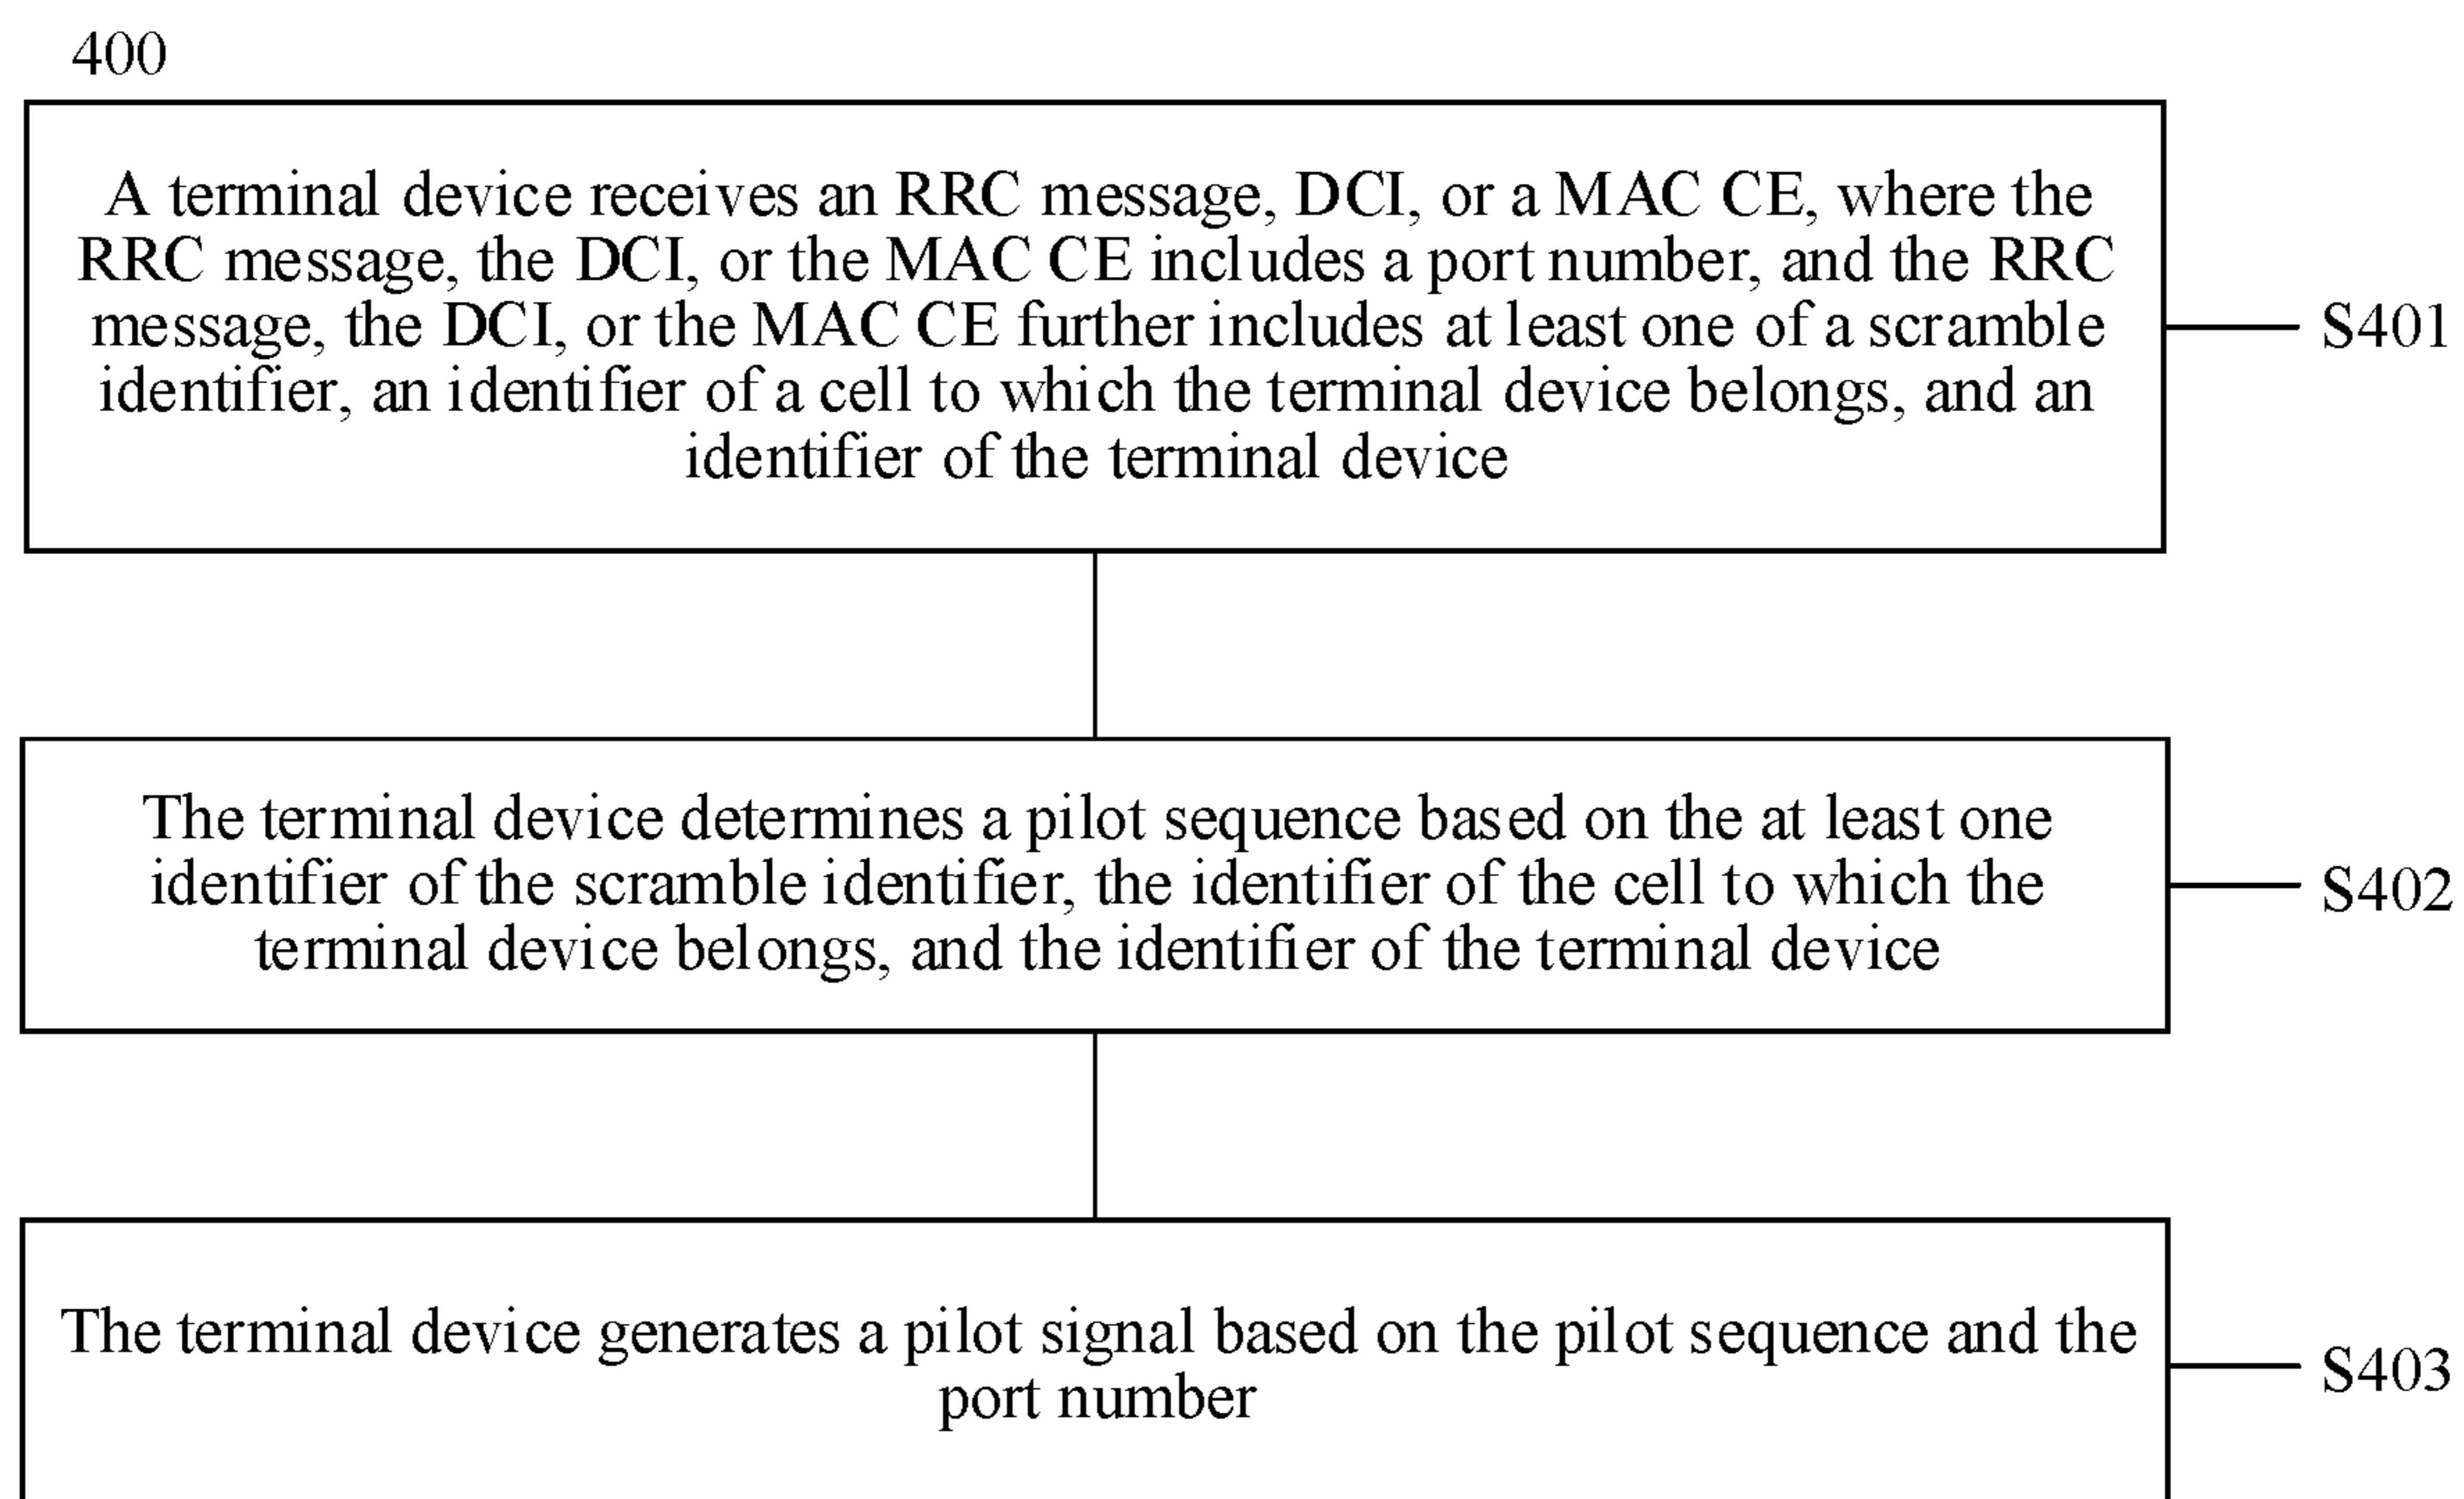 400
A terminal device receives an RRC message, DCI, or a MAC CE, where the
RRC message, the DCI, or the MAC CE includes a port number, and the RRC
message, the DCI, or the MAC CE further includes at least one of a scramble
identifier, an identifier of a cell to which the terminal device belongs, and an
identifier of the terminal device
S401
The terminal device determines a pilot sequence based on the at least one
identifier of the scramble identifier, the identifier of the cell to which the
terminal device belongs, and the identifier of the terminal device
S402
The terminal device generates a pilot signal based on the pilot sequence and the
port number
S403